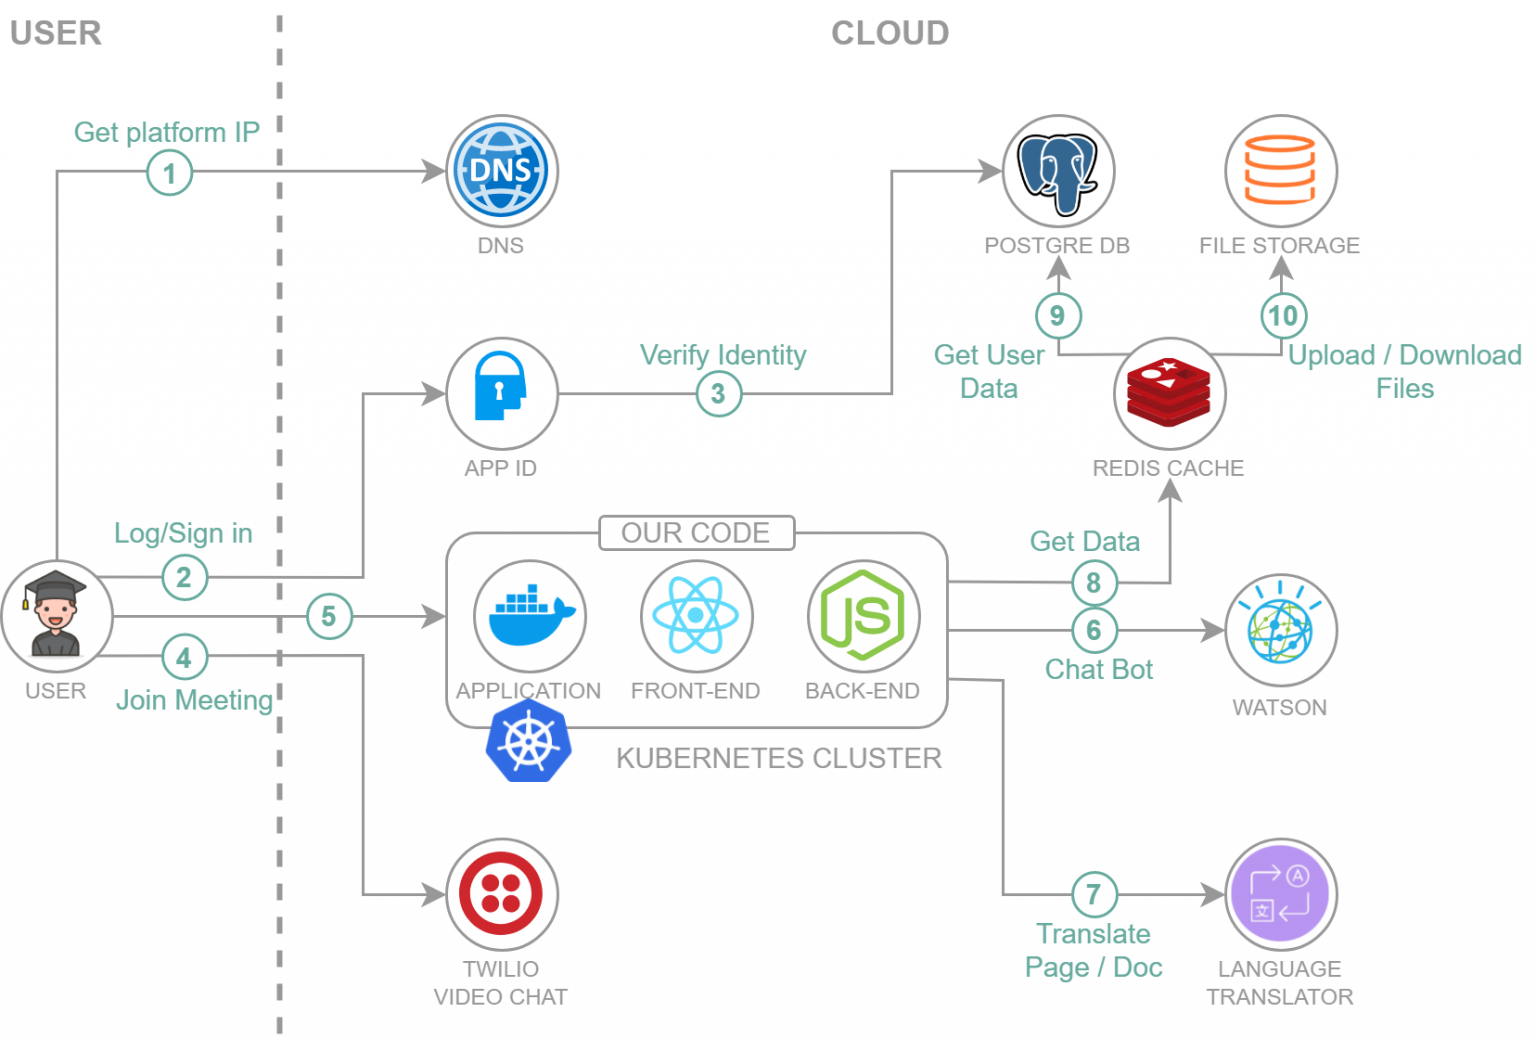 USER
CLOUD
Get platform IP
1
DNS
DNS
POSTGRE DB
FILE STORAGE
9
10
Verify Identity
3
Get User
Data
Upload / Download
Files
APP ID
REDIS CACHE
Log/Sign in
2
OUR CODE
Get Data
8
5
JS
6
Chat Bot
4
USER
Join Meeting
APPLICATION
FRONT-END
BACK-END
WATSON
KUBERNETES CLUSTER
7
A
文
Translate
Page / Doc
TWILIO
VIDEO CHAT
LANGUAGE
TRANSLATOR